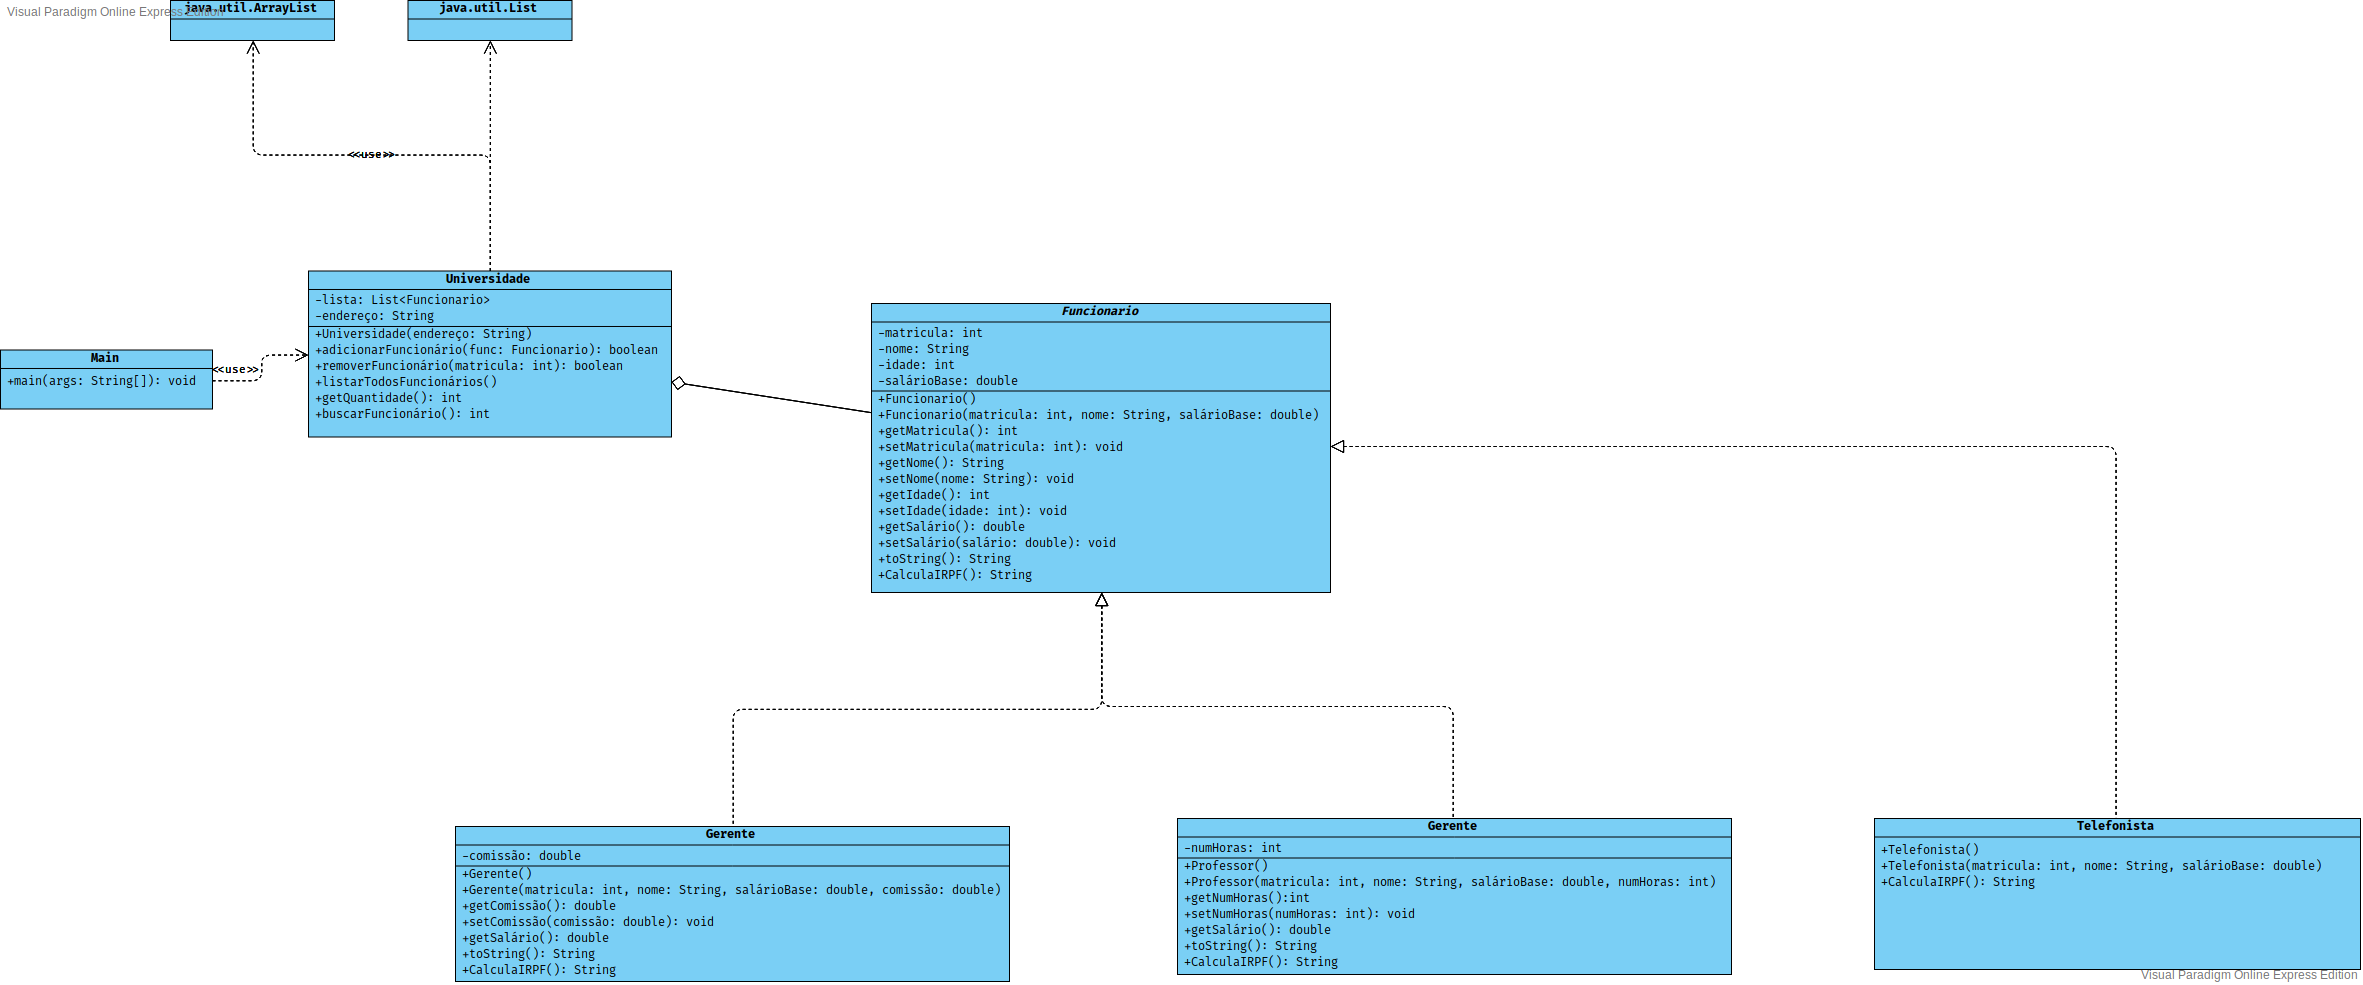 Visual Paradigm Online Express Edition
java.util.ArrayList
java.util.List
<<use>>
Universidade
-lista: List<Funcionario>
-endereço: String
+Universidade(endereço: String)
+adicionarFuncionário(func: Funcionario): boolean
+removerFuncionário(matricula: int): boolean
+listarTodosFuncionários()
+getQuantidade(): int
+buscarFuncionário(): int
Main
+main(args: String[]): void
<<use>>
Funcionario
-matricula: int
-nome: String
-idade: int
-salárioBase: double
+Funcionario()
+Funcionario(matricula: int, nome: String, salárioBase: double)
+getMatricula(): int
+setMatricula(matricula: int): void
+getNome(): String
+setNome(nome: String): void
+getIdade(): int
+setIdade(idade: int): void
+getSalário(): double
+setSalário(salário: double): void
+toString(): String
+CalculaIRPF(): String
Gerente
-comissão: double
+Gerente()
+Gerente(matricula: int, nome: String, salárioBase: double, comissão: double)
+getComissão(): double
+setComissão(comissão: double): void
+getSalário(): double
+toString(): String
+CalculaIRPF(): String
Gerente
-numHoras: int
+Professor()
+Professor(matricula: int, nome: String, salárioBase: double, numHoras: int)
+getNumHoras():int
+setNumHoras(numHoras: int): void
+getSalário(): double
+toString(): String
+CalculaIRPF(): String
Telefonista
+Telefonista()
+Telefonista(matricula: int, nome: String, salárioBase: double)
+CalculaIRPF(): String
Visual Paradigm Online Express Edition